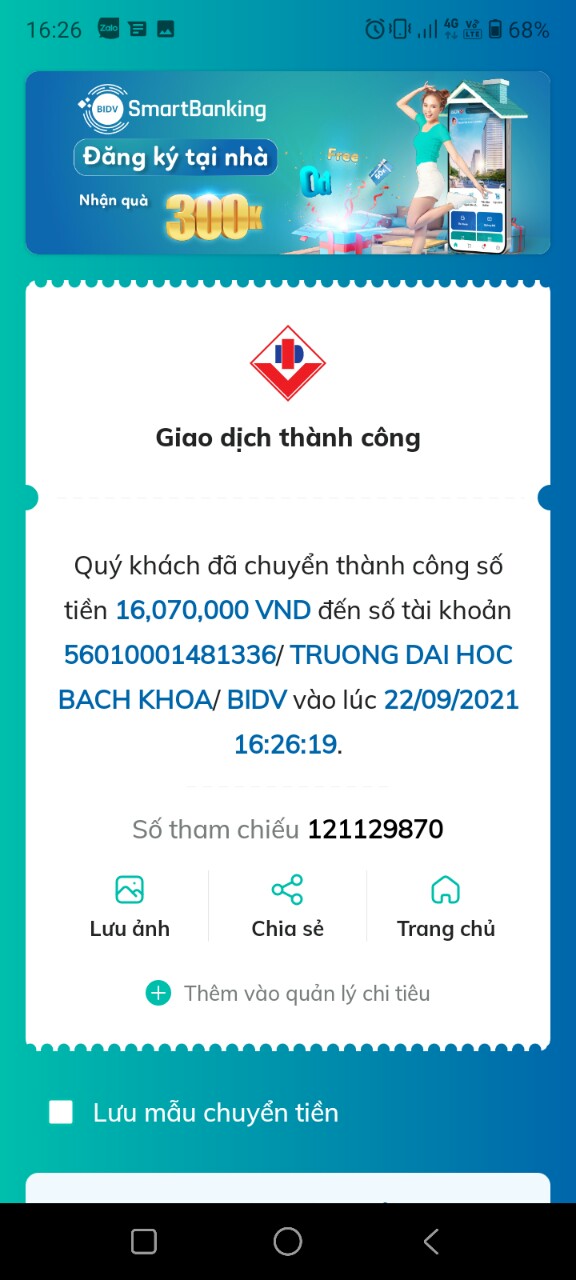 16:26 Zalo 4G VoLTE 68%
BIDV SmartBanking
Đăng ký tại nhà
Free
0đ
Nhận quà 300K
Giao dịch thành công
Quý khách đã chuyển thành công số
tiền 16,070,000 VND đến số tài khoản
56010001481336/ TRUONG DAI HOC
BACH KHOA/ BIDV vào lúc 22/09/2021
16:26:19.
Số tham chiếu 121129870
Lưu ảnh Chia sẻ Trang chủ
Thêm vào quản lý chi tiêu
Lưu mẫu chuyển tiền